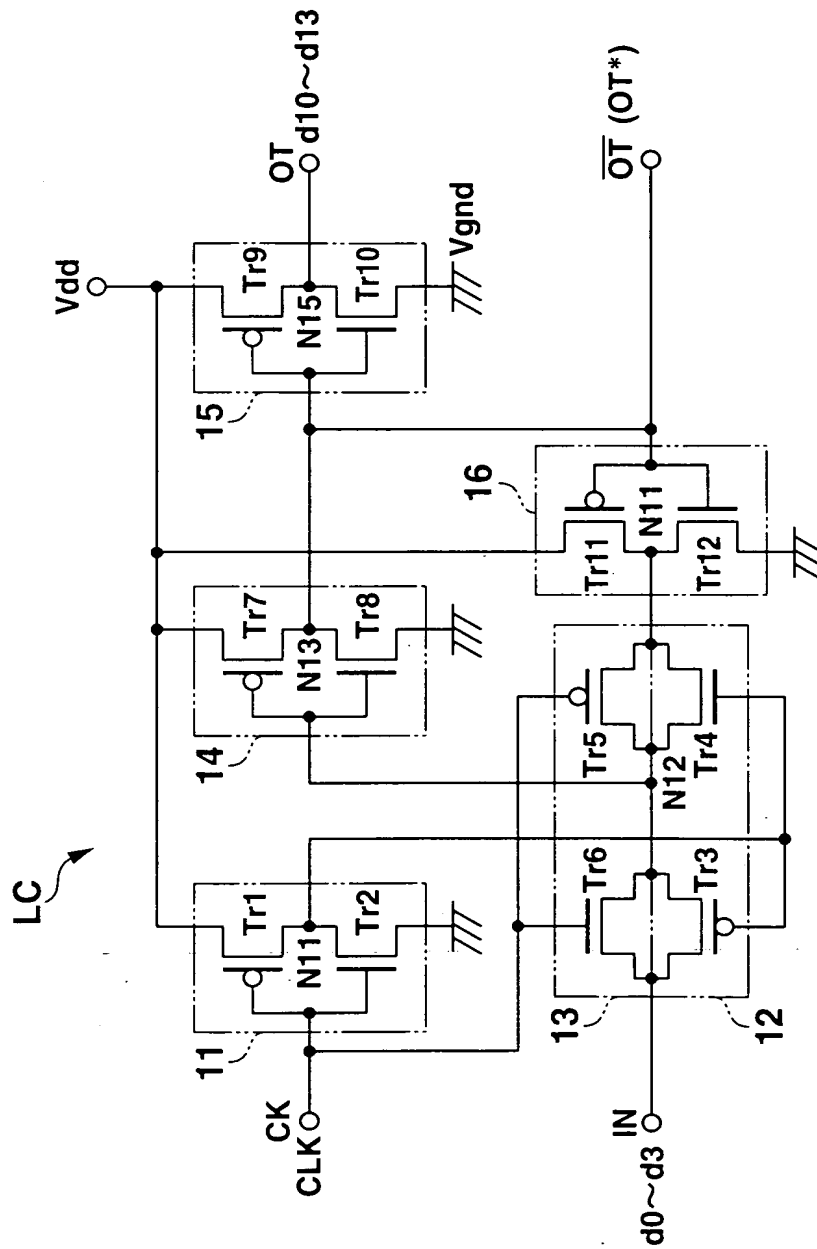 LC
Vdd
CK
CLK
11
Tr1
N11
Tr2
14
Tr7
N13
Tr8
15
Tr9
N15
Tr10
Vgnd
OT
d10~d13
IN
d0~d3
13
12
Tr6
Tr3
N12
Tr5
Tr4
16
Tr11
N11
Tr12
OT (OT*)